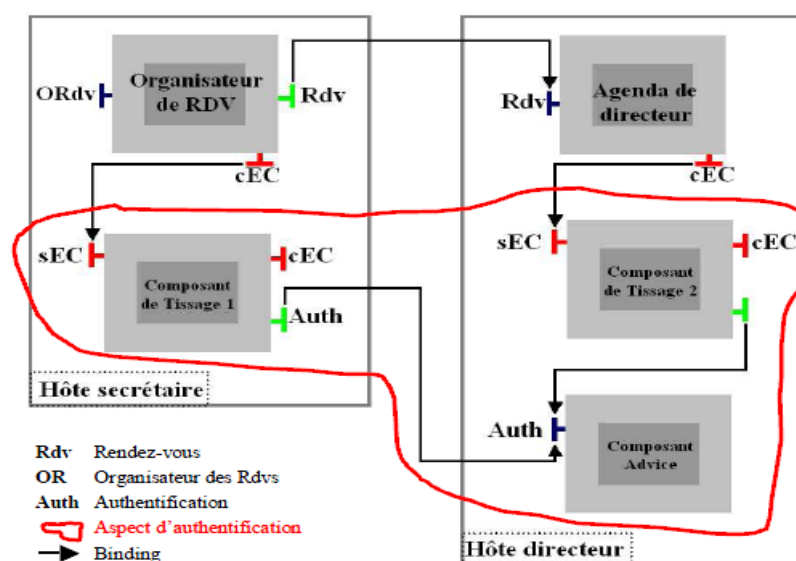 Organisateur
de RDV
ORdv
Rdv
cEC
Rdv
Agenda de
directeur
cEC
sEC
cEC
Composant
de Tissage 1
Auth
sEC
cEC
Composant
de Tissage 2
Auth
Composant
Advice
Hôte secrétaire
Hôte directeur
Rdv Rendez-vous
OR Organisateur des Rdvs
Auth Authentification
Aspect d'authentification
Binding